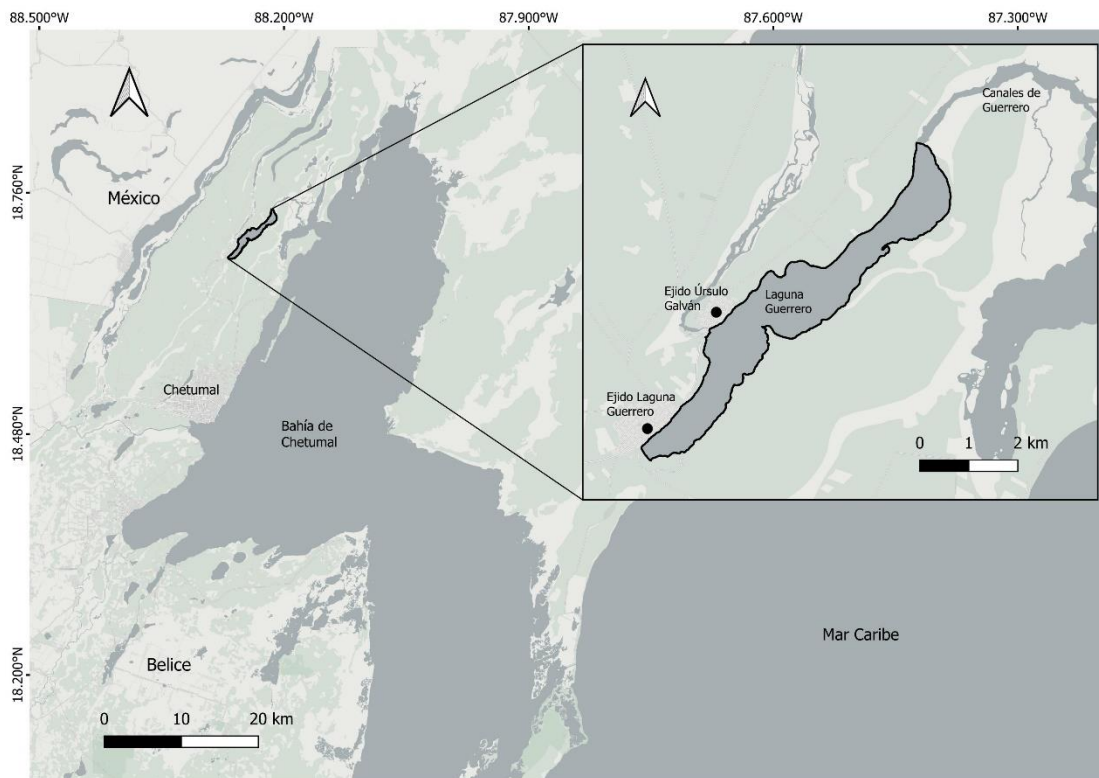 88.500°W
88.200°W
87.900°W
87.600°W
87.300°W
18.760°N
18.480°N
18.200°N
México
Chetumal
Bahía de
Chetumal
Belice
0 10 20 km
Canales de
Guerrero
Ejido Úrsulo
Galván
Laguna
Guerrero
Ejido Laguna
Guerrero
0 1 2 km
Mar Caribe